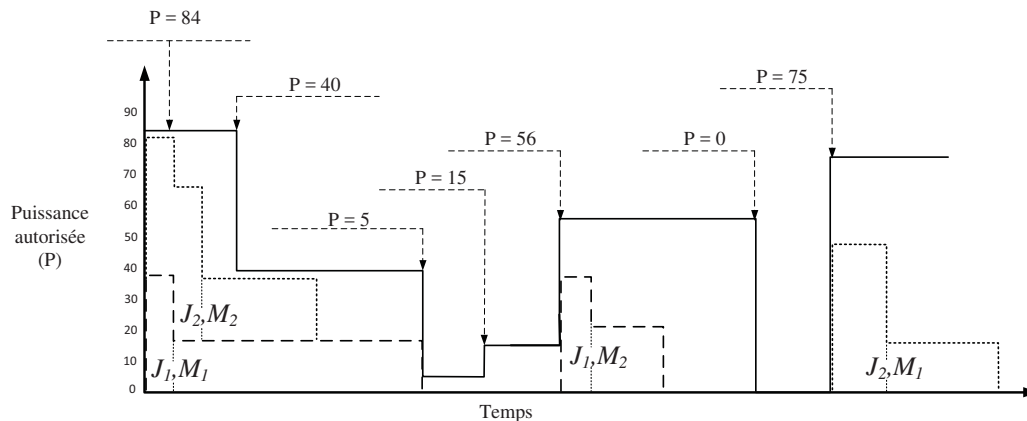 P = 84
P = 40
P = 75
P = 56
P = 0
P = 15
P = 5
Puissance
autorisée
(P)
90
80
70
60
50
40
30
20
10
0
J2,M2
J1,M1
J1,M2
J2,M1
Temps